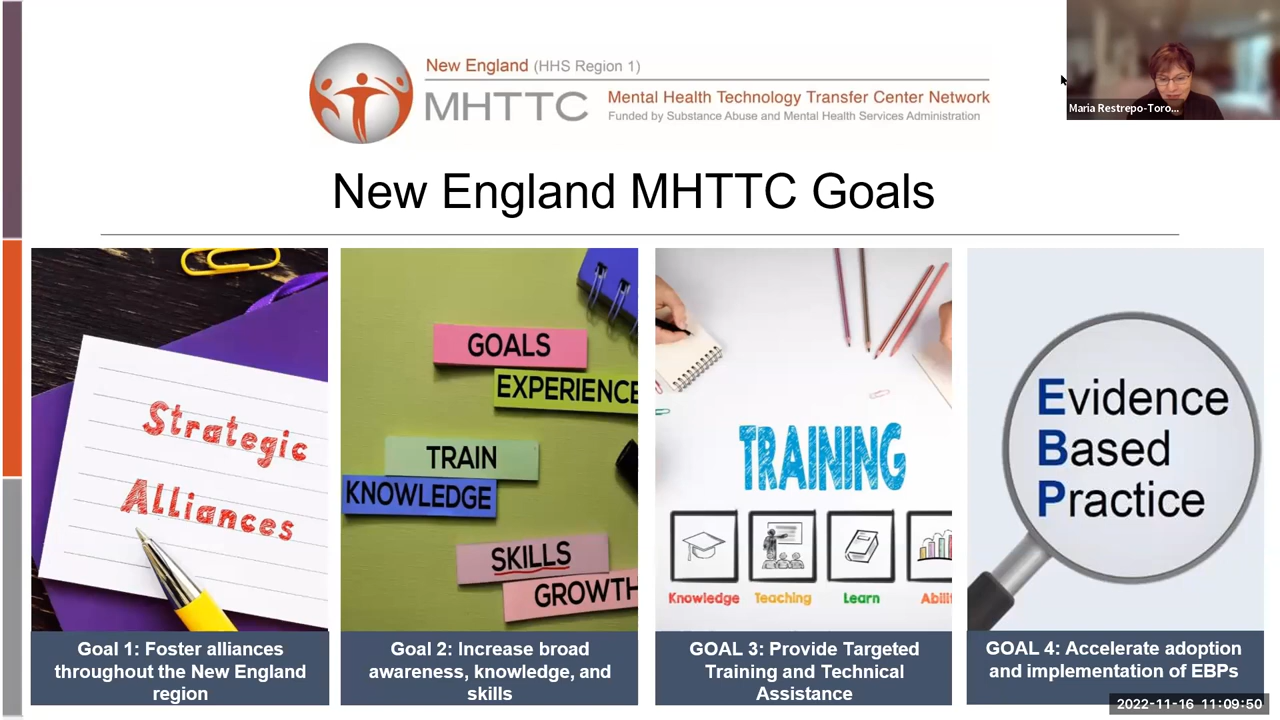 New England (HHS Region 1)
MHTTC
Mental Health Technology Transfer Center Network
Funded by Substance Abuse and Mental Health Services Administration
Maria Restrepo-Toro...
New England MHTTC Goals
Strategic
Alliances
Goal 1: Foster alliances
throughout the New England
region
GOALS
EXPERIENCE
TRAIN
KNOWLEDGE
SKILLS
GROWTH
Goal 2: Increase broad
awareness, knowledge, and
skills
TRAINING
Knowledge Teaching Learn Abilit
GOAL 3: Provide Targeted
Training and Technical
Assistance
Evidence
Based
Practice
GOAL 4: Accelerate adoption
and implementation of EBPs
2022-11-16 11:09:50